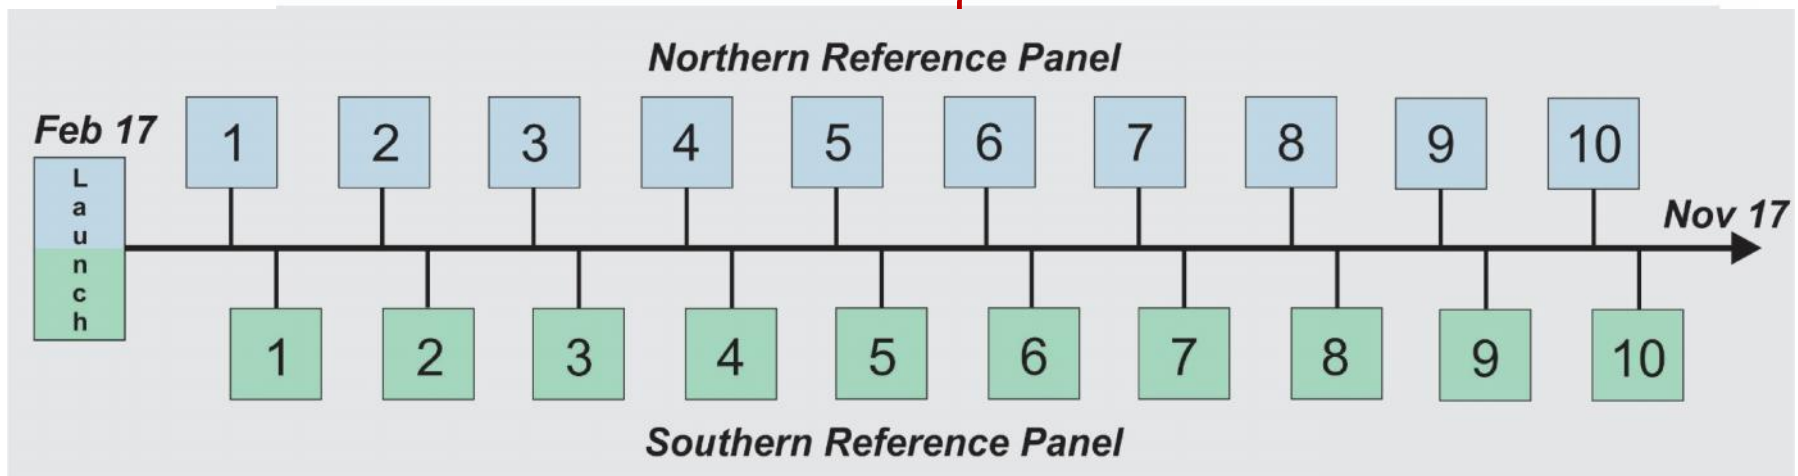 Northern Reference Panel
Feb 17
1 2 3 4 5 6 7 8 9 10
Launch
Nov 17
1 2 3 4 5 6 7 8 9 10
Southern Reference Panel